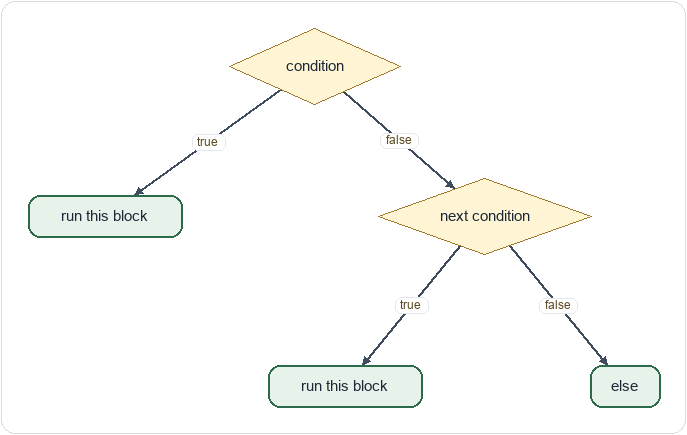 condition
true
false
run this block
next condition
true
false
run this block
else